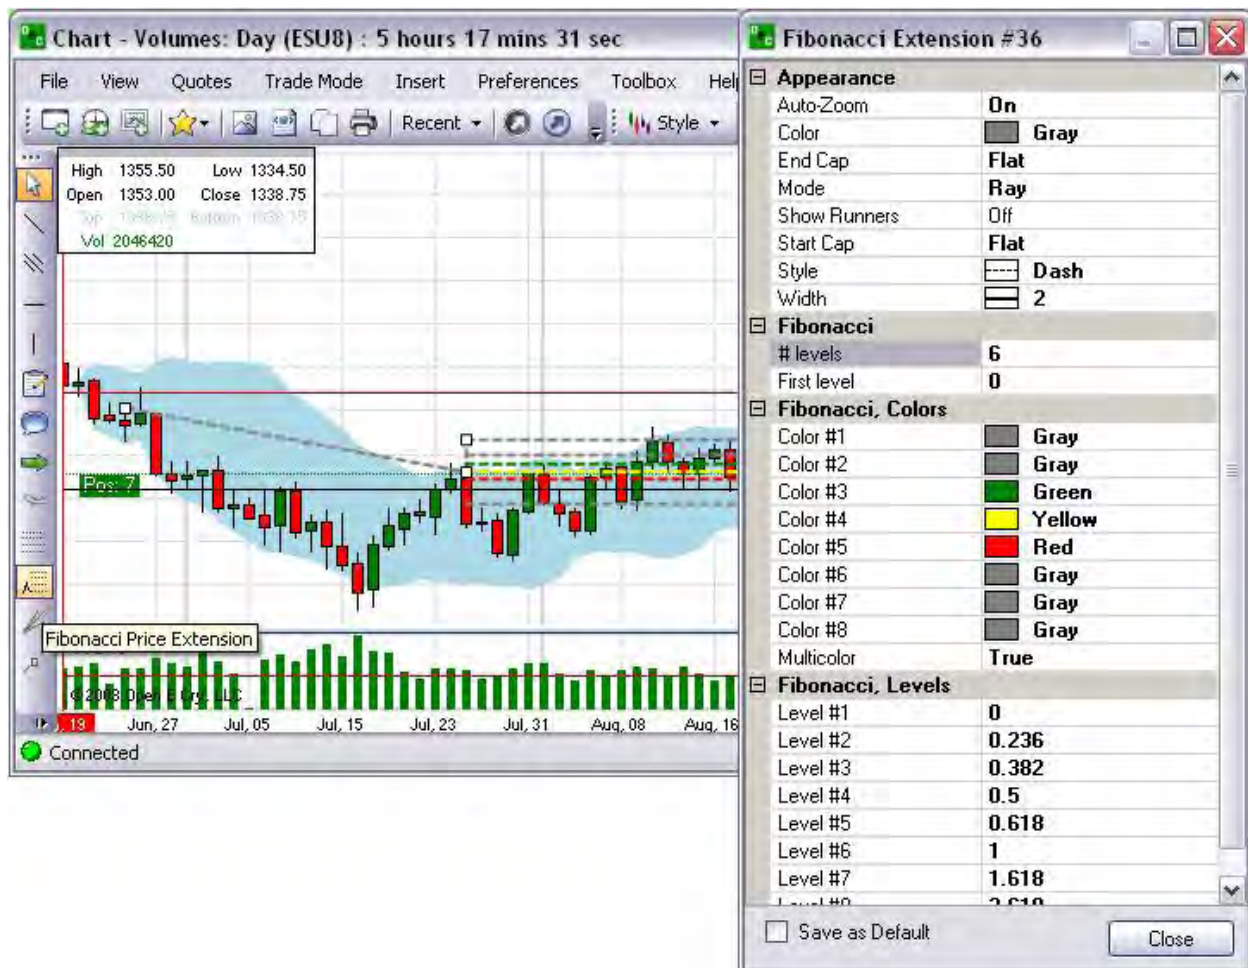 Chart - Volumes: Day (ESU8) : 5 hours 17 mins 31 sec
File View Quotes Trade Mode Insert Preferences Toolbox Help
Recent Style
High 1355.50 Low 1334.50
Open 1353.00 Close 1338.75
Top Bottom
Vol 2046420
Pos: 7
Fibonacci Price Extension
© 2008 Open E Cry, LLC
19 Jun, 27 Jul, 05 Jul, 15 Jul, 23 Jul, 31 Aug, 08 Aug, 16
Connected
Fibonacci Extension #36
Appearance
Auto-Zoom On
Color Gray
End Cap Flat
Mode Ray
Show Runners Off
Start Cap Flat
Style Dash
Width 2
Fibonacci
# levels 6
First level 0
Fibonacci, Colors
Color #1 Gray
Color #2 Gray
Color #3 Green
Color #4 Yellow
Color #5 Red
Color #6 Gray
Color #7 Gray
Color #8 Gray
Multicolor True
Fibonacci, Levels
Level #1 0
Level #2 0.236
Level #3 0.382
Level #4 0.5
Level #5 0.618
Level #6 1
Level #7 1.618
Save as Default
Close